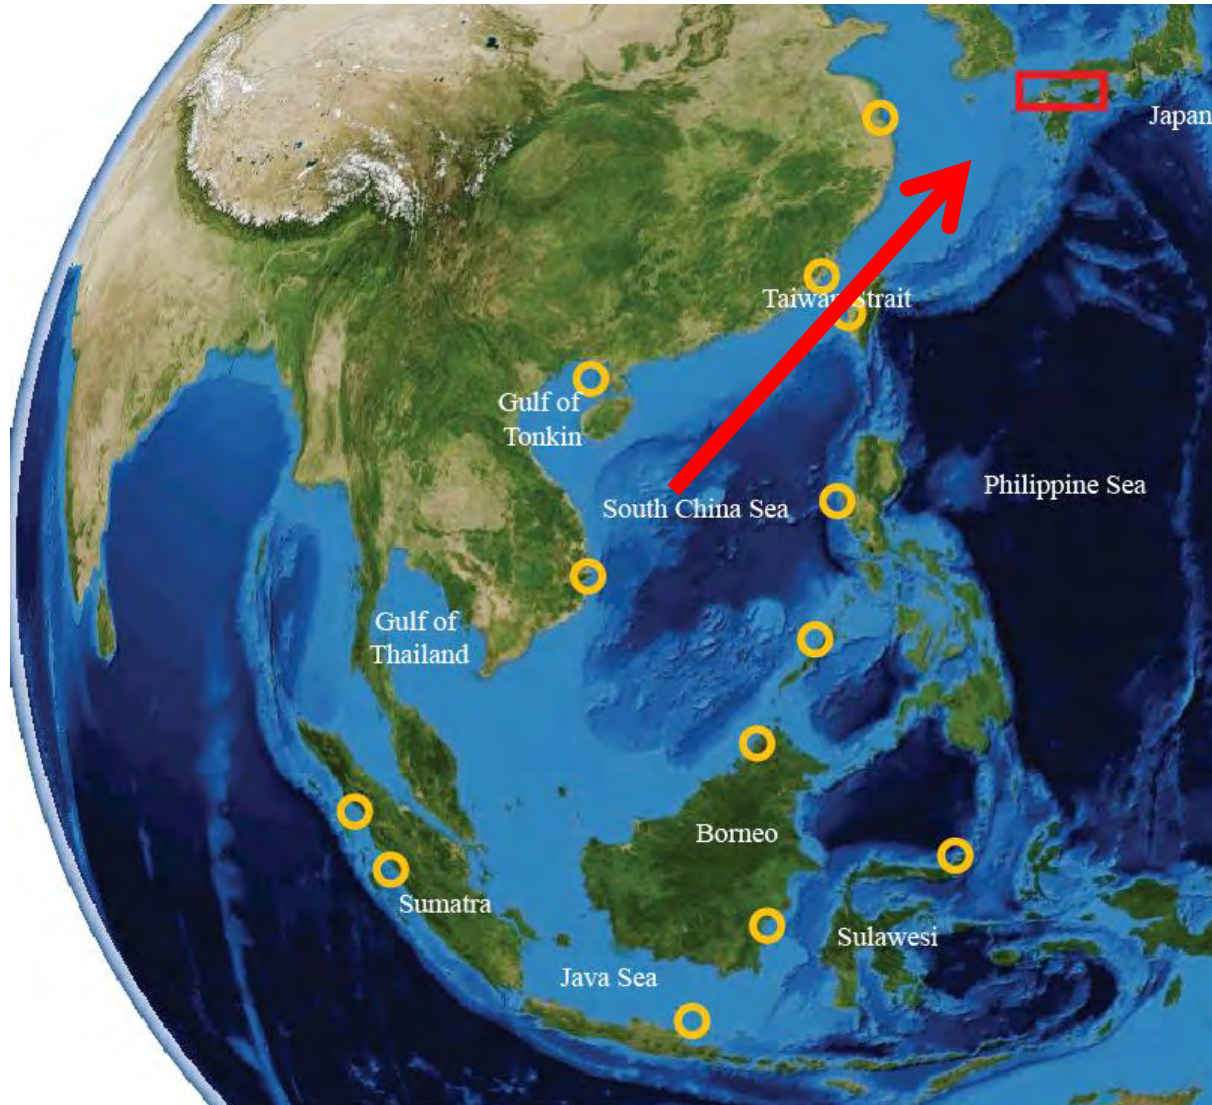 Japan
Taiwan Strait
Gulf of
Tonkin
Philippine Sea
South China Sea
Gulf of
Thailand
Borneo
Sumatra
Sulawesi
Java Sea